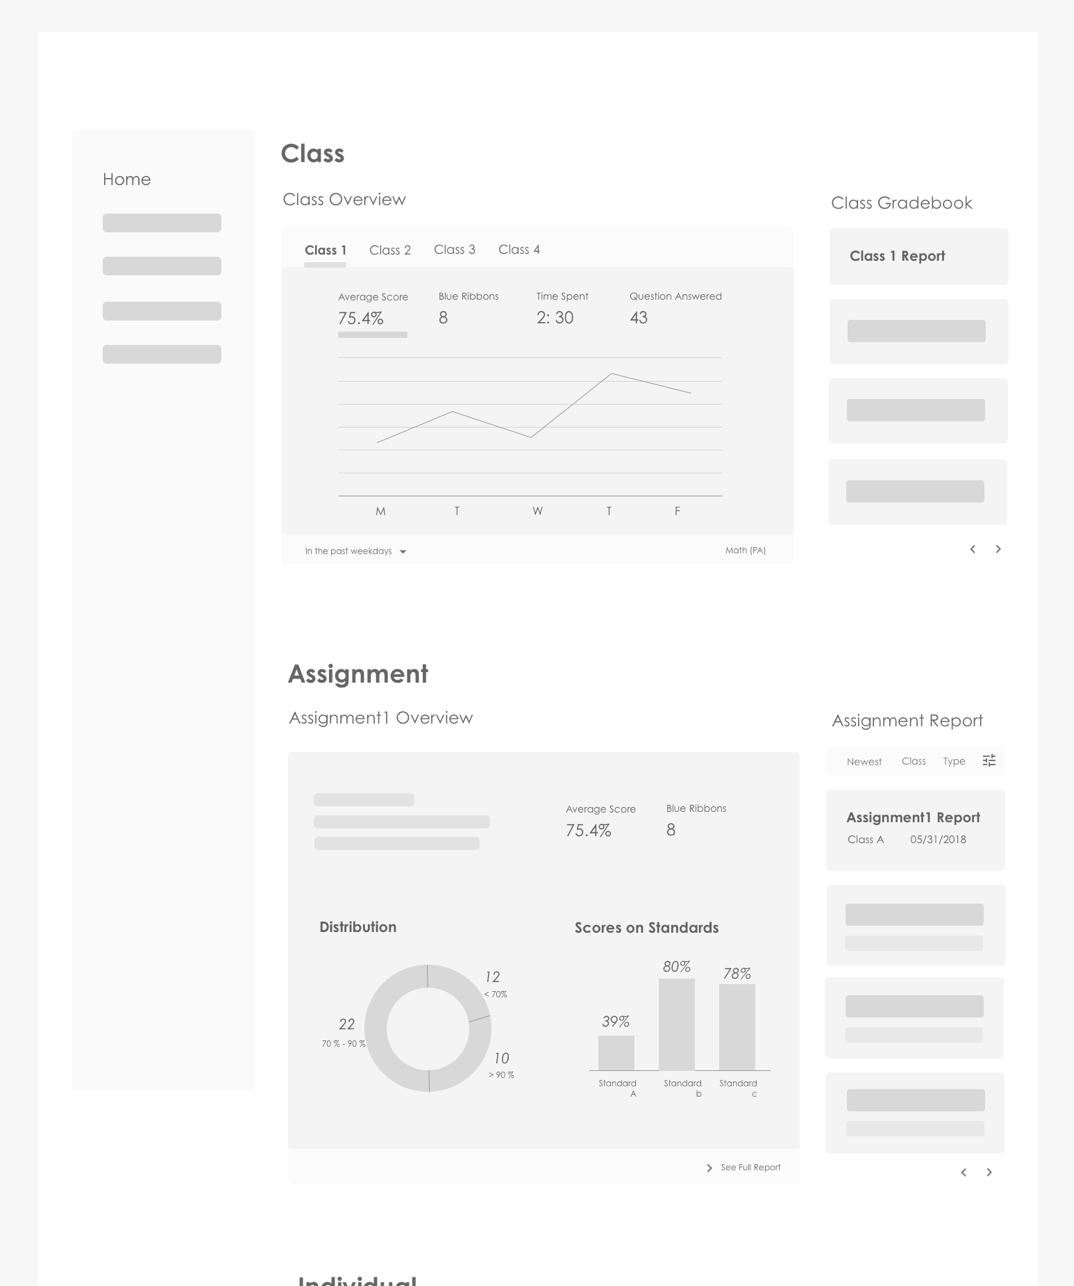 Home
Class
Class Overview
Class 1 Class 2 Class 3 Class 4
Average Score Blue Ribbons Time Spent Question Answered
75.4% 8 2: 30 43
M T W T F
In the past weekdays Math (PA)
Class Gradebook
Class 1 Report
Assignment
Assignment1 Overview
Average Score Blue Ribbons
75.4% 8
Distribution
12
< 70%
22
70 % - 90 %
10
> 90 %
Scores on Standards
39% 80% 78%
Standard Standard Standard
A b c
See Full Report
Assignment Report
Newest Class Type
Assignment1 Report
Class A 05/31/2018
Individual